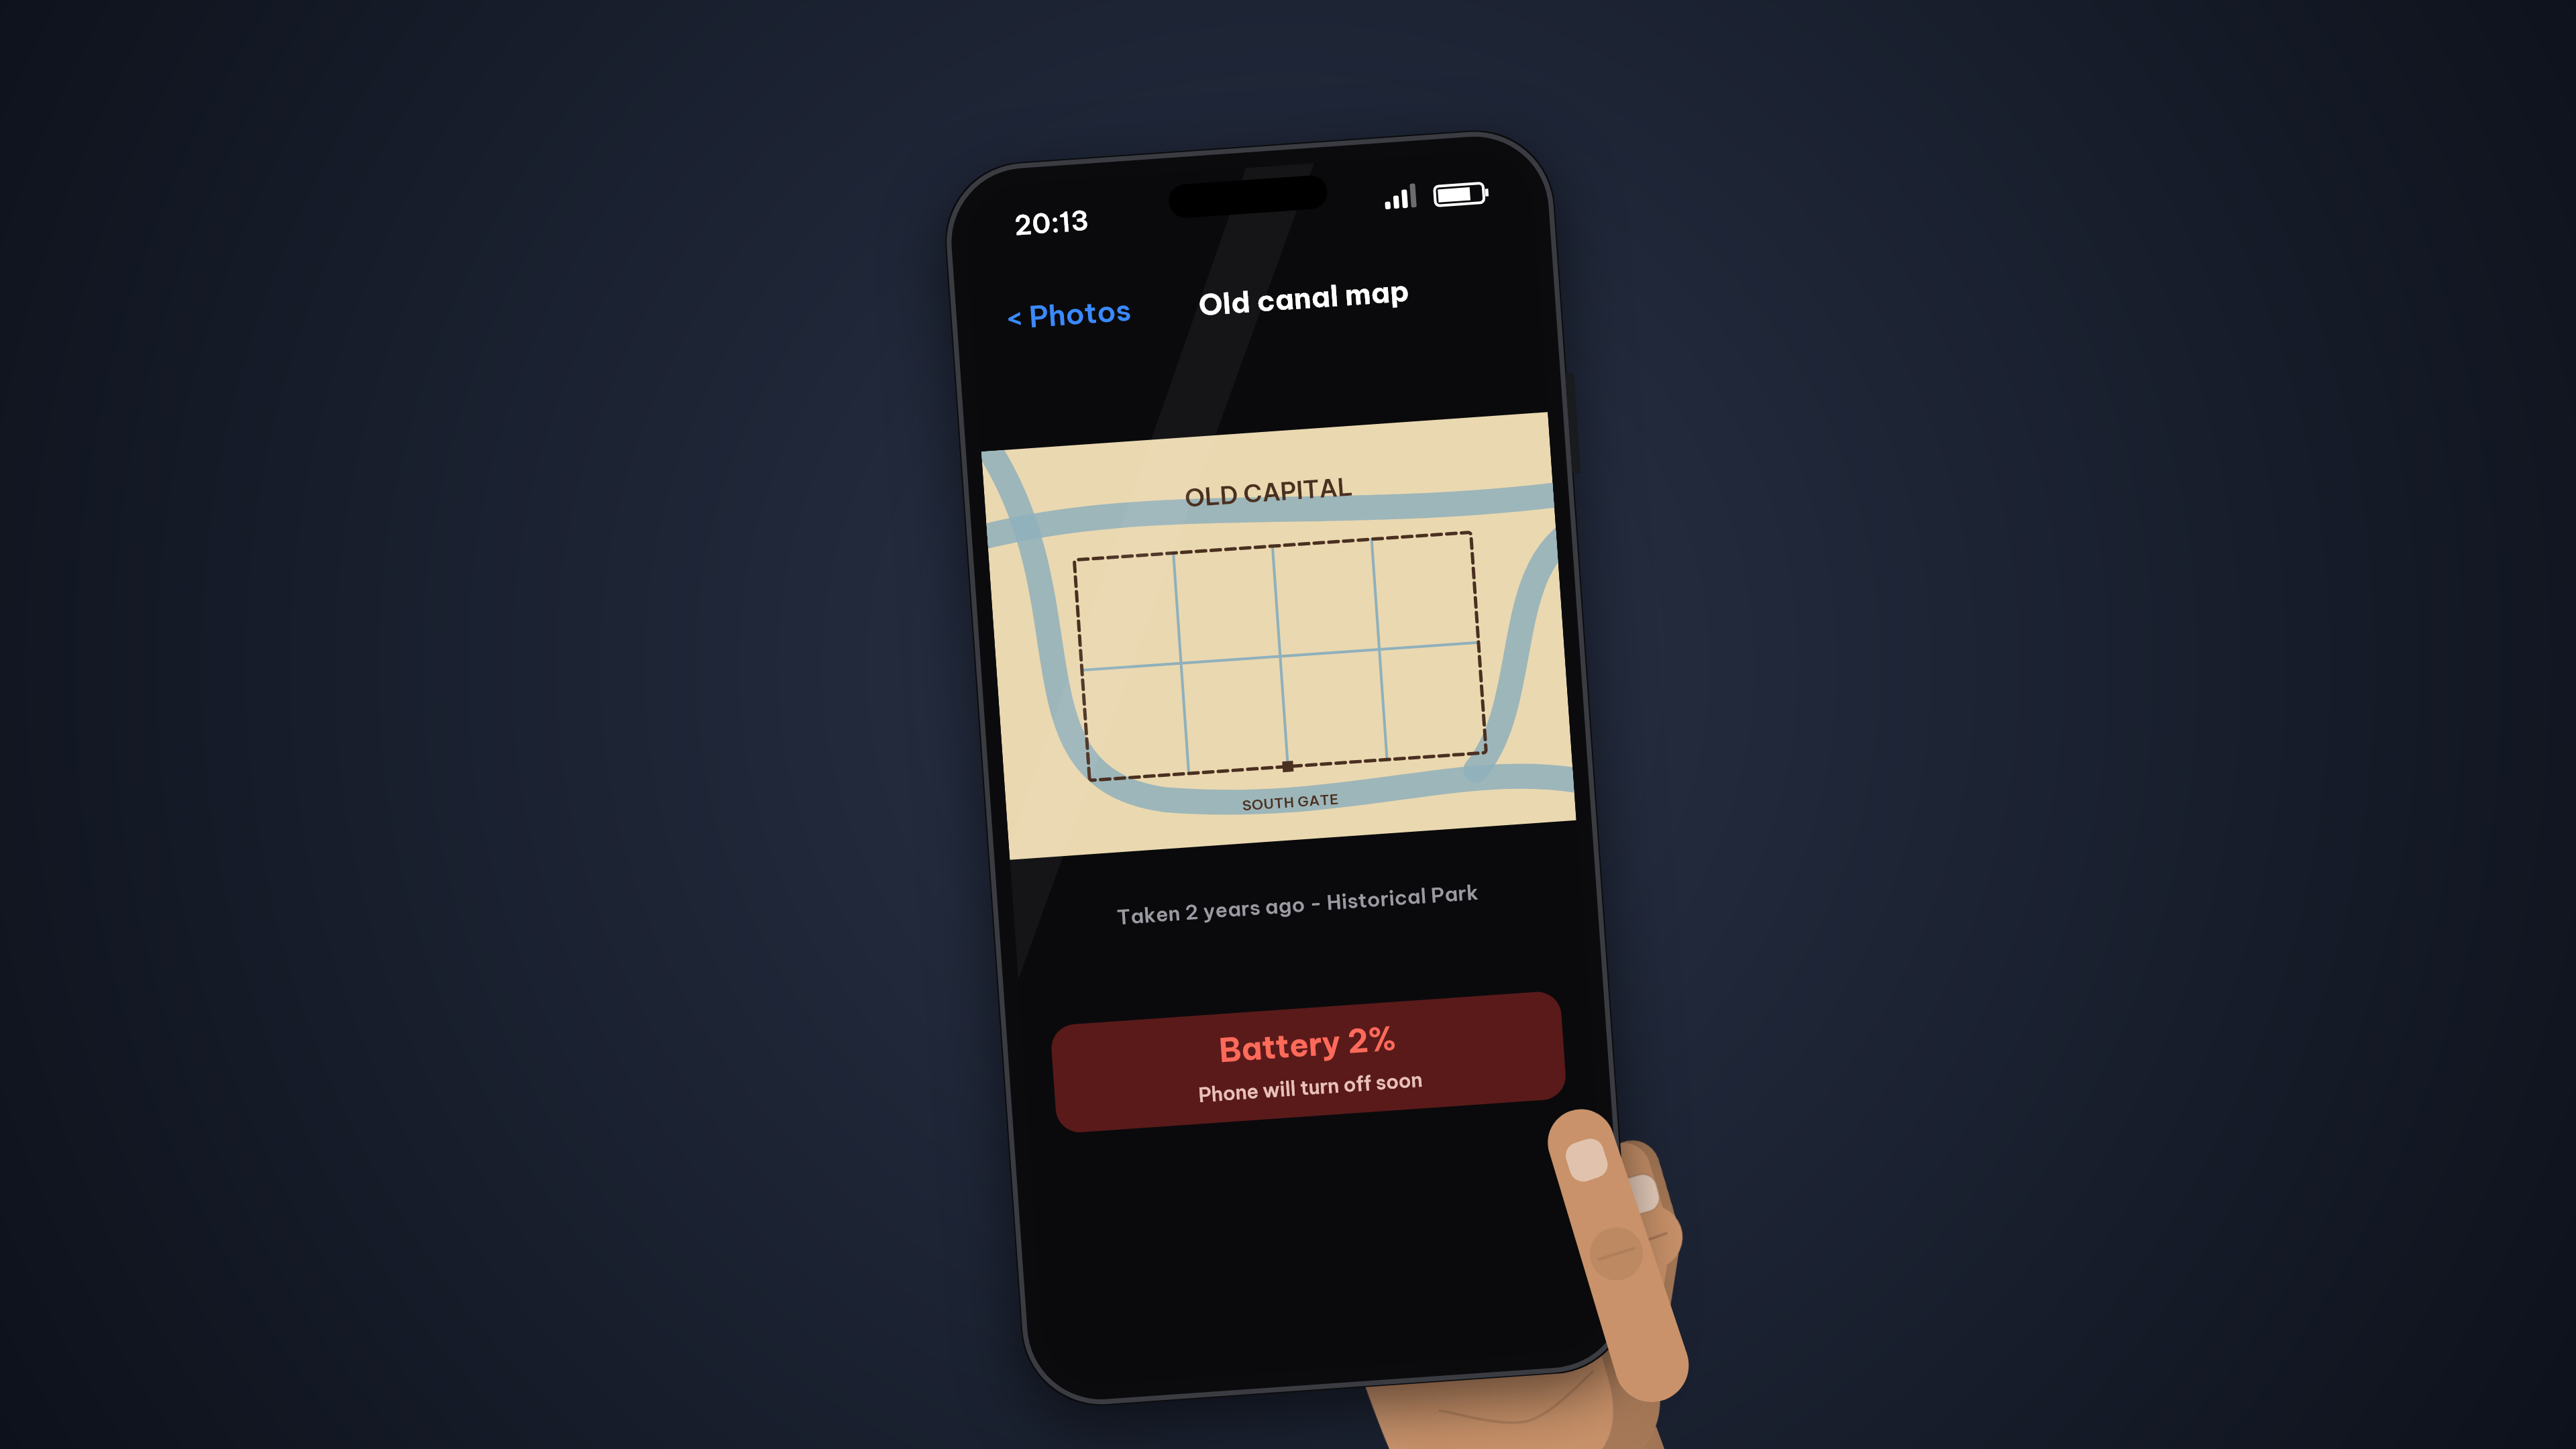 20:13
< Photos
Old canal map
OLD CAPITAL
SOUTH GATE
Taken 2 years ago - Historical Park
Battery 2%
Phone will turn off soon